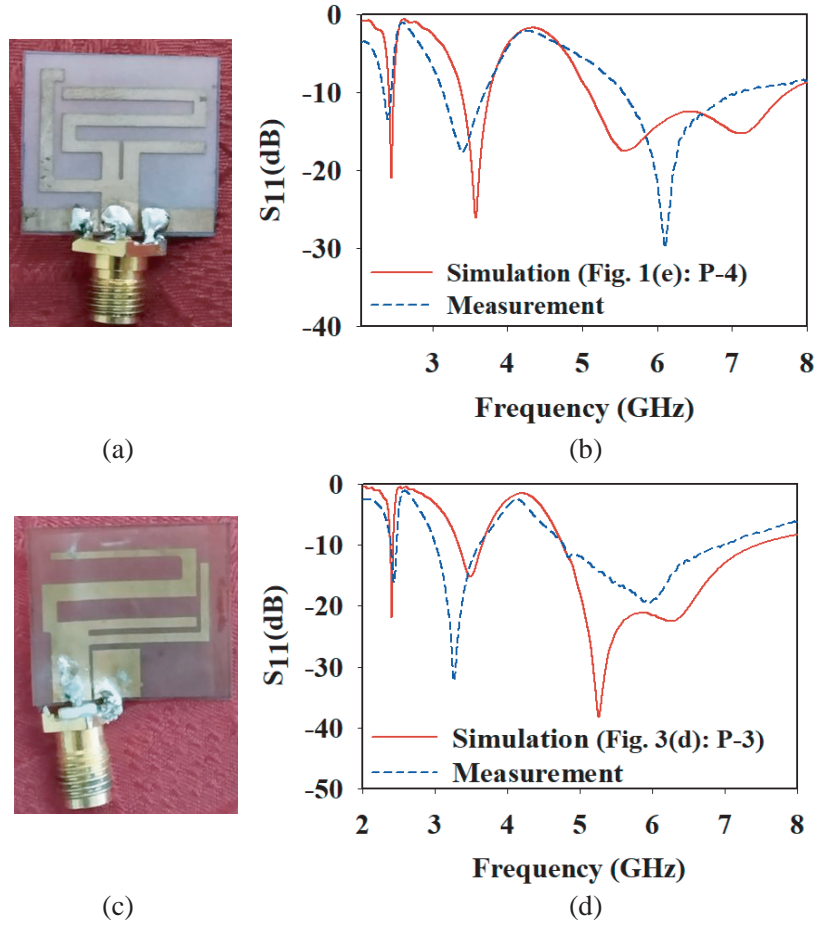 0
-10
-20
-30
-40
S11(dB)
Simulation (Fig. 1(e): P-4)
Measurement
3 4 5 6 7 8
Frequency (GHz)
(a) (b)
0
-10
-20
-30
-40
-50
S11(dB)
Simulation (Fig. 3(d): P-3)
Measurement
2 3 4 5 6 7 8
Frequency (GHz)
(c) (d)